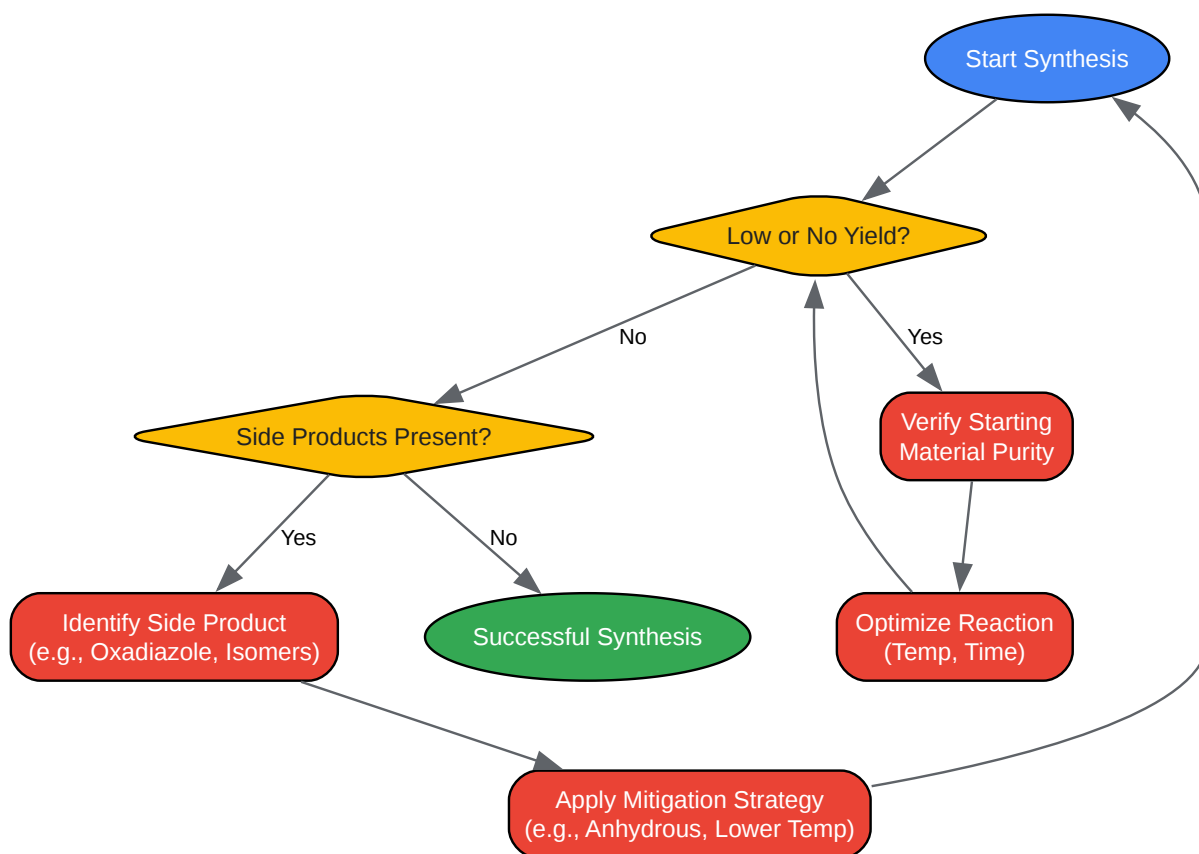 Start Synthesis
Low or No Yield?
No
Yes
Verify Starting
Material Purity
Side Products Present?
Yes
No
Identify Side Product
(e.g., Oxadiazole, Isomers)
Successful Synthesis
Optimize Reaction
(Temp, Time)
Apply Mitigation Strategy
(e.g., Anhydrous, Lower Temp)